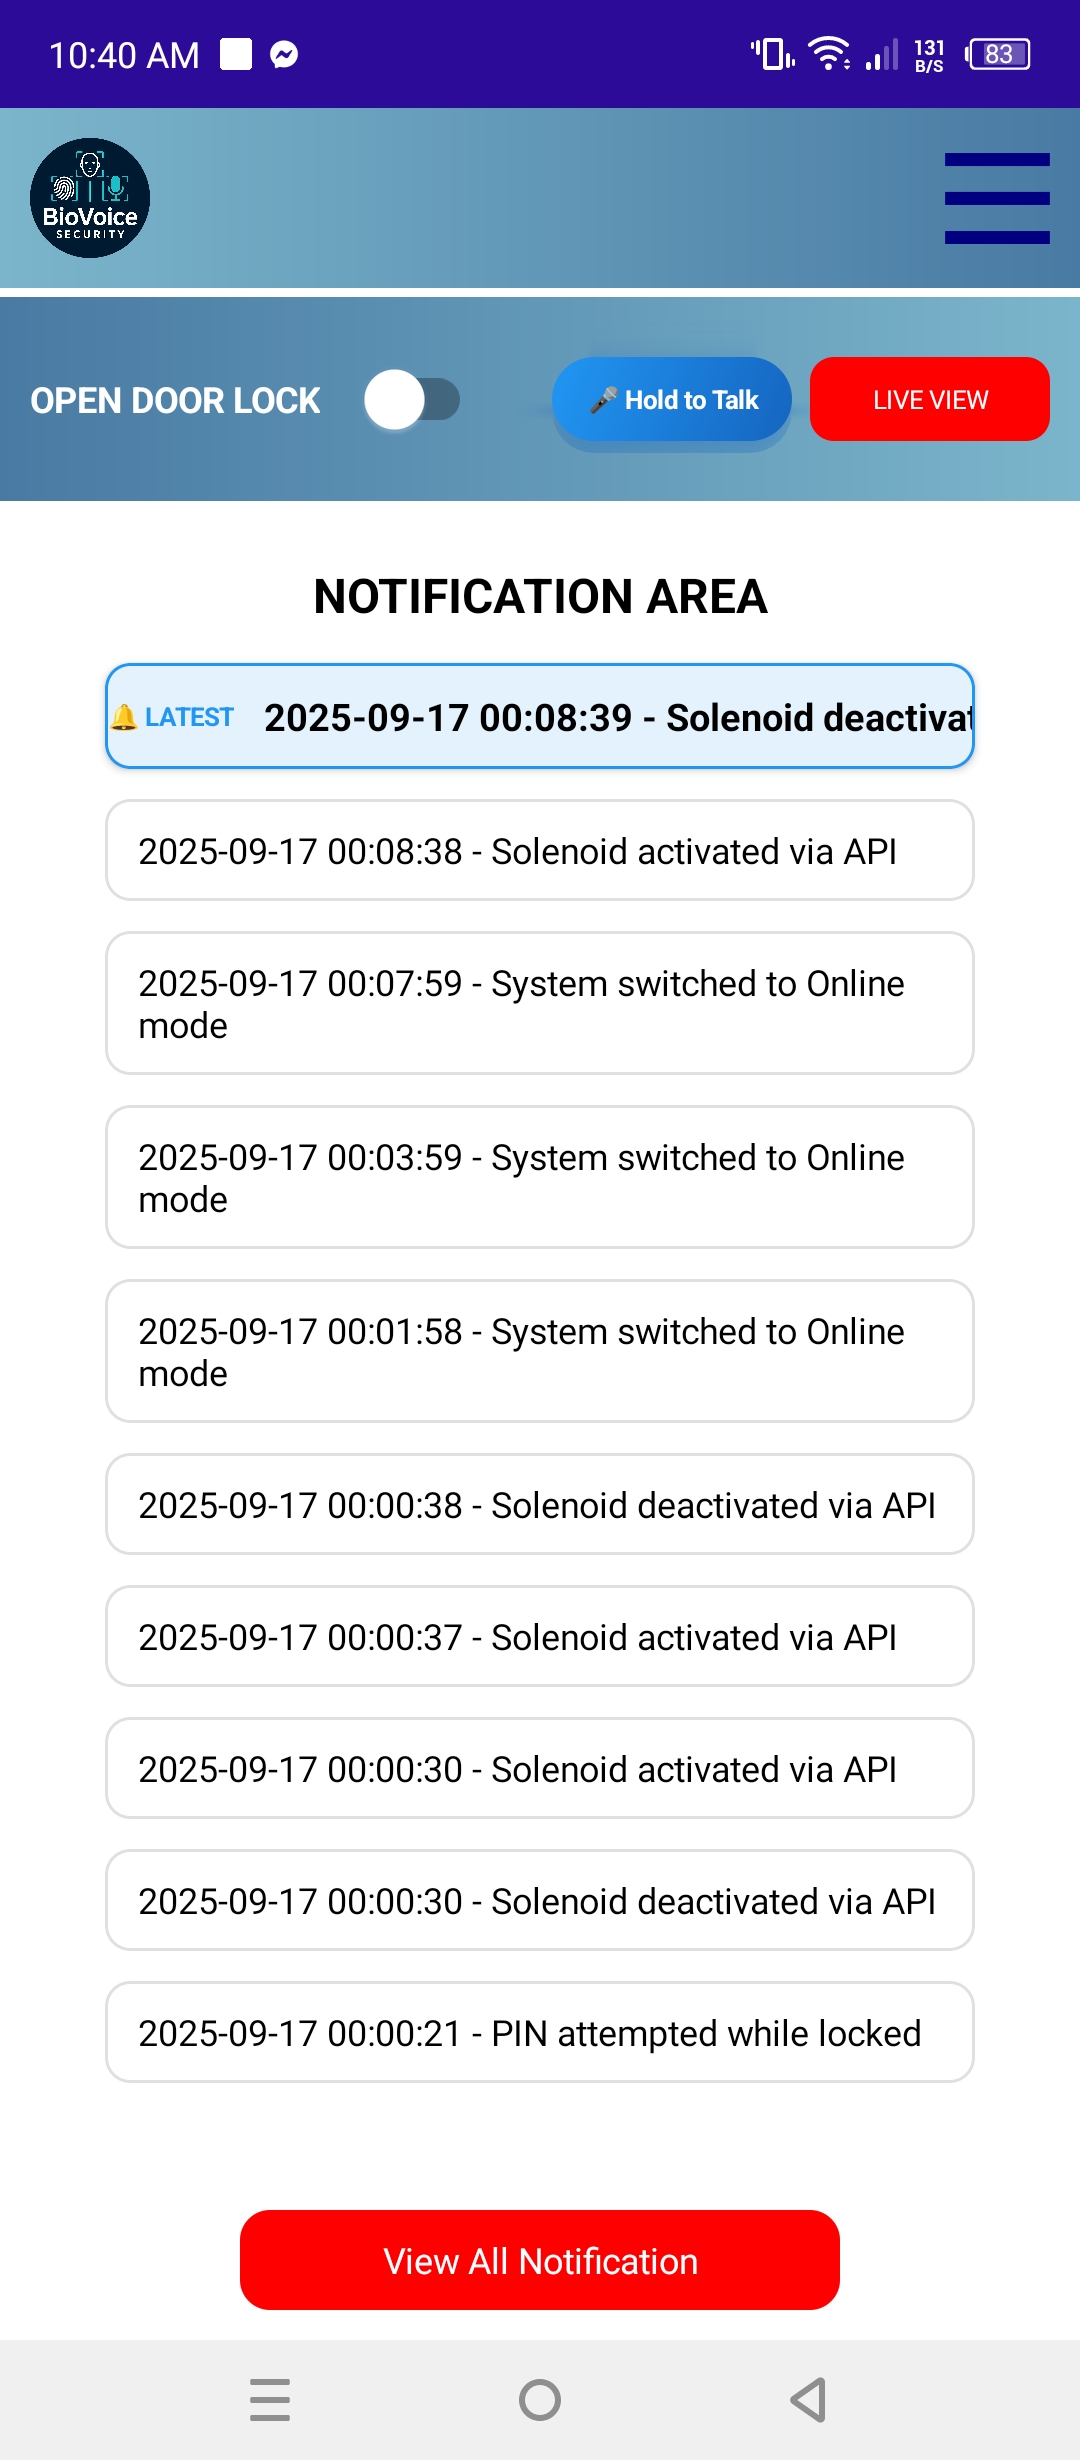 10:40 AM
131
B/S
83
BioVoice
SECURITY
OPEN DOOR LOCK
🎤 Hold to Talk
LIVE VIEW
NOTIFICATION AREA
🔔 LATEST 2025-09-17 00:08:39 - Solenoid deactivat
2025-09-17 00:08:38 - Solenoid activated via API
2025-09-17 00:07:59 - System switched to Online
mode
2025-09-17 00:03:59 - System switched to Online
mode
2025-09-17 00:01:58 - System switched to Online
mode
2025-09-17 00:00:38 - Solenoid deactivated via API
2025-09-17 00:00:37 - Solenoid activated via API
2025-09-17 00:00:30 - Solenoid activated via API
2025-09-17 00:00:30 - Solenoid deactivated via API
2025-09-17 00:00:21 - PIN attempted while locked
View All Notification